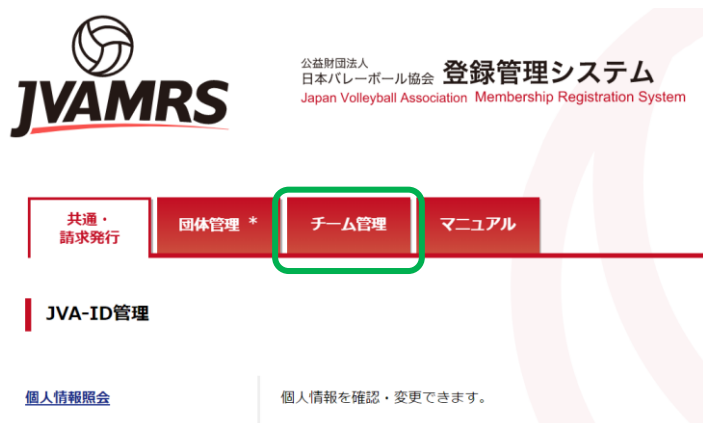 JVAMRS
公益財団法人
日本バレーボール協会 登録管理システム
Japan Volleyball Association Membership Registration System
共通・
請求発行
団体管理 *
チーム管理
マニュアル
JVA-ID管理
個人情報照会
個人情報を確認・変更できます。